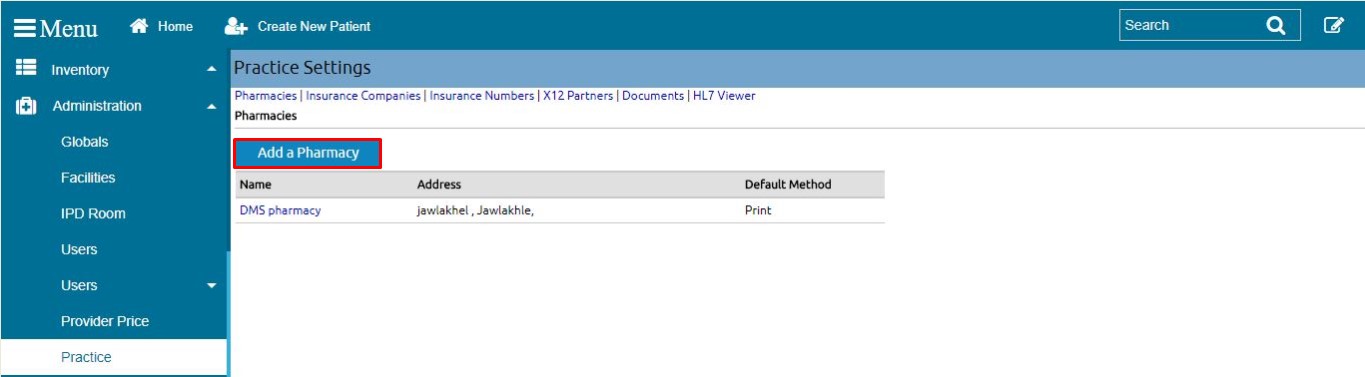 Menu Home Create New Patient Search
Inventory
Administration
Globals
Facilities
IPD Room
Users
Users
Provider Price
Practice
Practice Settings
Pharmacies | Insurance Companies | Insurance Numbers | X12 Partners | Documents | HL7 Viewer
Pharmacies
Add a Pharmacy
Name Address Default Method
DMS pharmacy jawlakhel , Jawlakhle, Print